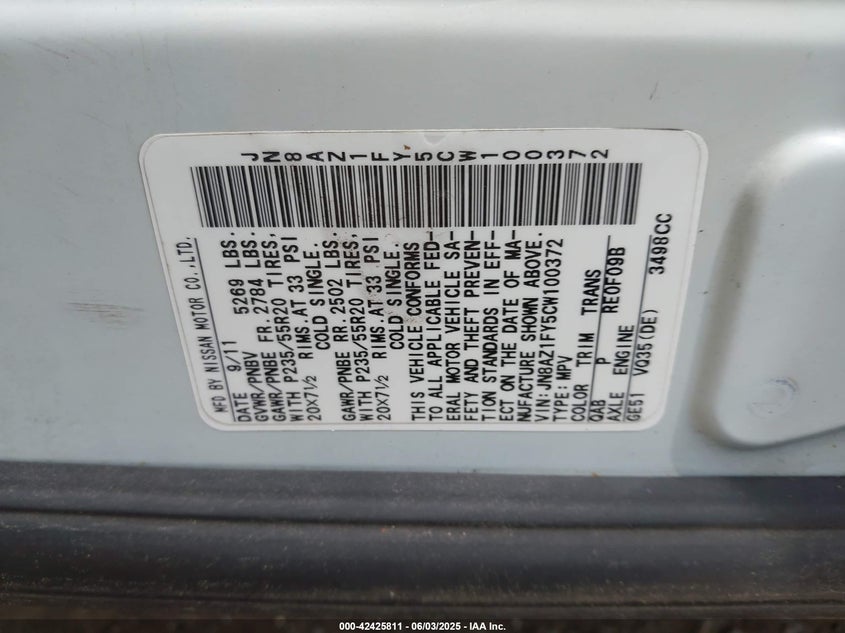 JN8AZ1FY5CW100372
MFD BY NISSAN MOTOR CO.,LTD.
DATE 9/11
GVWR/PNBV 5269 LBS.
GAWR/PNBE FR. 2784 LBS.
WITH P235/55R20 TIRES,
20X7½ RIMS.AT 33 PSI
COLD SINGLE.
GAWR/PNBE RR. 2502 LBS.
WITH P235/55R20 TIRES,
20X7½ RIMS.AT 33 PSI
COLD SINGLE.
THIS VEHICLE CONFORMS
TO ALL APPLICABLE FED-
ERAL MOTOR VEHICLE SA-
FETY AND THEFT PREVEN-
TION STANDARDS IN EFF-
ECT ON THE DATE OF MA-
NUFACTURE SHOWN ABOVE.
VIN:JN8AZ1FY5CW100372
TYPE:MPV
COLOR TRIM TRANS
QAB P RE0F09B
AXLE ENGINE
GE51 VQ35(DE) 3498CC
000-42425811 - 06/03/2025 - IAA Inc.